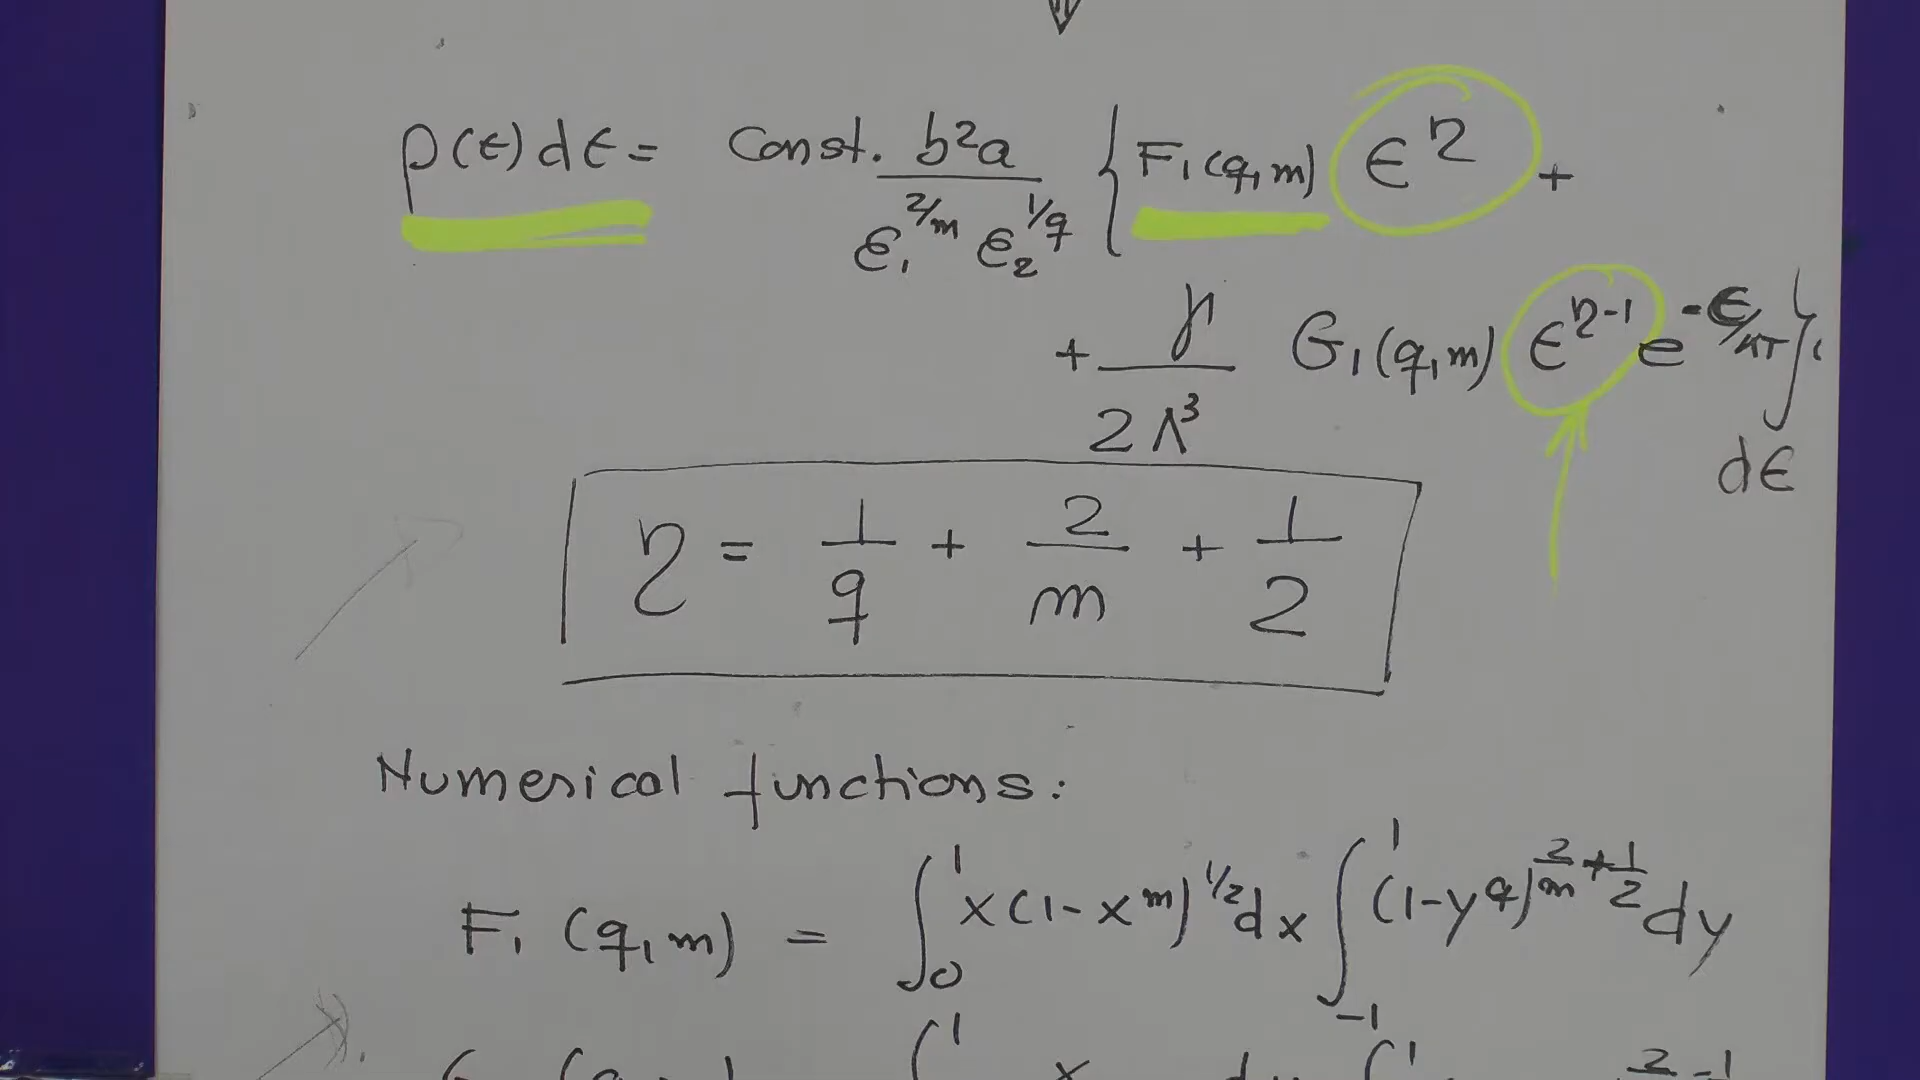 ρ(ϵ)dϵ = Const. b²a / ϵ₁^(2/m) ϵ₂^(1/q) { F₁(q,m) ϵ^η +
+ γ / 2Λ³ G₁(q,m) ϵ^(η-1) e^(-ϵ/KT) } dϵ
η = 1/q + 2/m + 1/2
Numerical functions:
F₁(q,m) = ∫₀¹ x(1-x^m)^(1/2) dx ∫₋₁¹ (1-y^q)^(2/m + 1/2) dy